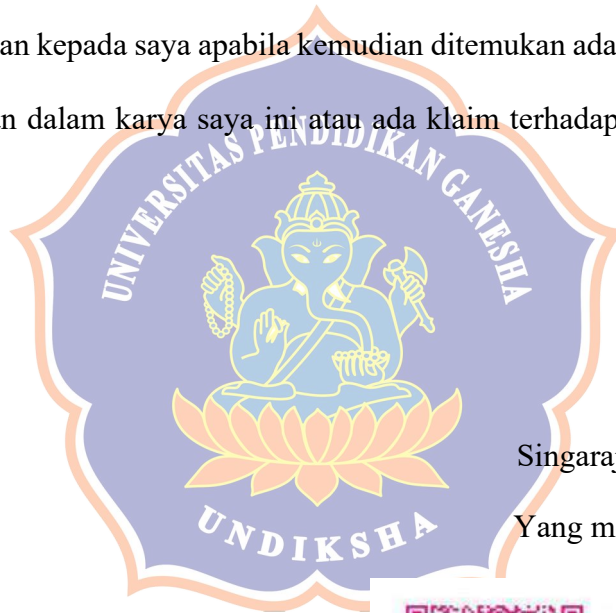 an kepada saya apabila kemudian ditemukan ada
n dalam karya saya ini atau ada klaim terhadap
UNIVERSITAS PENDIDIKAN GANESHA
UNDIKSHA
Singaraj
Yang m